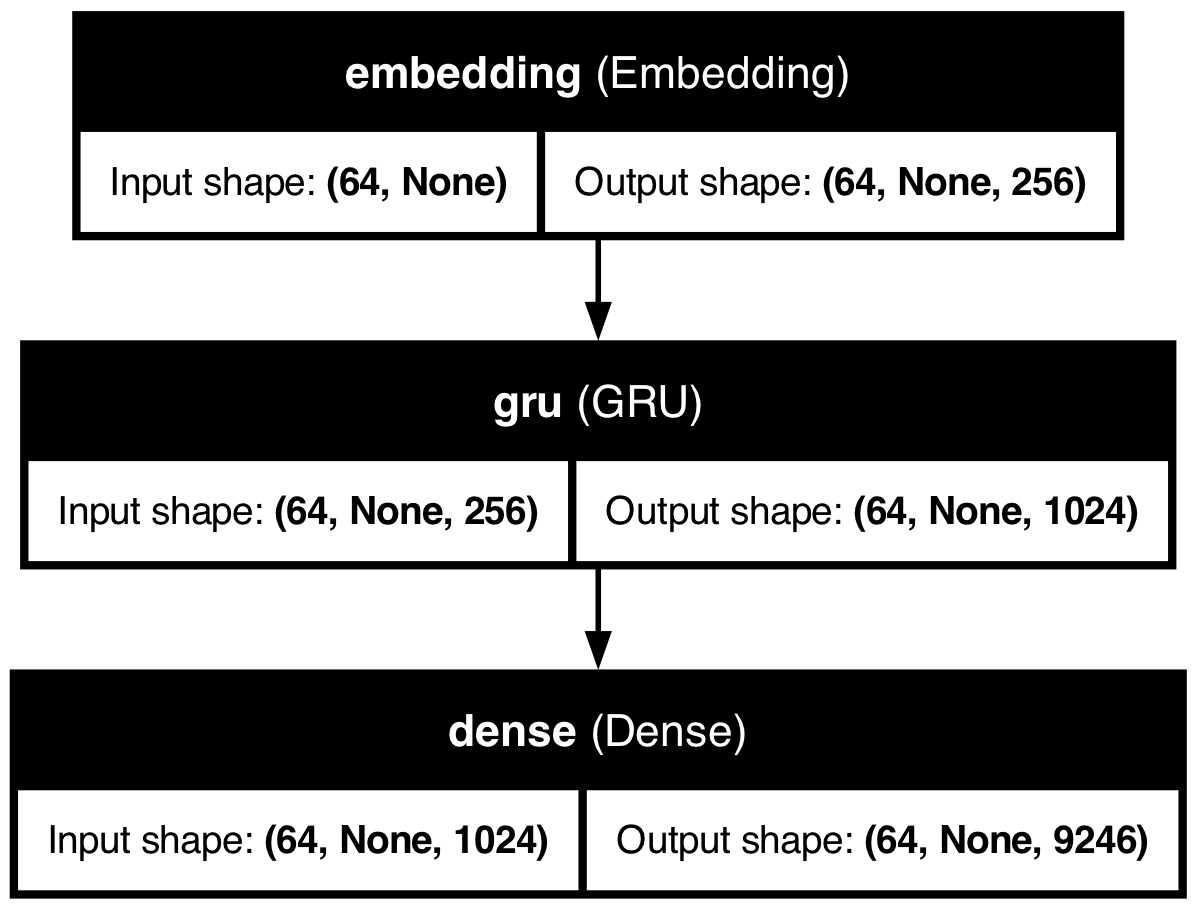 embedding (Embedding)
Input shape: (64, None)
Output shape: (64, None, 256)
gru (GRU)
Input shape: (64, None, 256)
Output shape: (64, None, 1024)
dense (Dense)
Input shape: (64, None, 1024)
Output shape: (64, None, 9246)